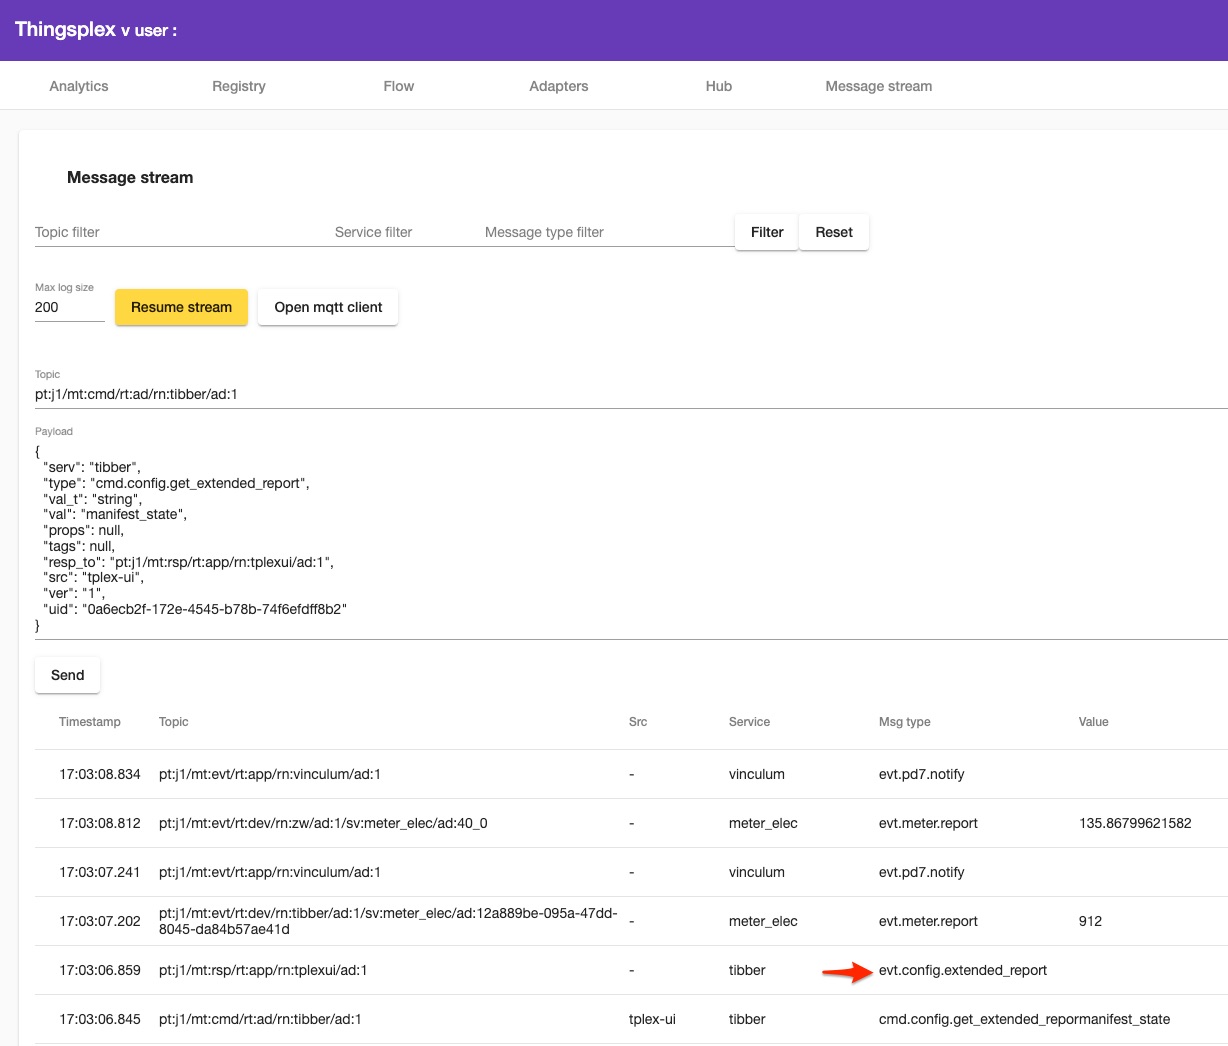 Thingsplex v user :
Analytics Registry Flow Adapters Hub Message stream
Message stream
Topic filter Service filter Message type filter Filter Reset
Max log size
200 Resume stream Open mqtt client
Topic
pt:j1/mt:cmd/rt:ad/rn:tibber/ad:1
Payload
{
"serv": "tibber",
"type": "cmd.config.get_extended_report",
"val_t": "string",
"val": "manifest_state",
"props": null,
"tags": null,
"resp_to": "pt:j1/mt:rsp/rt:app/rn:tplexui/ad:1",
"src": "tplex-ui",
"ver": "1",
"uid": "0a6ecb2f-172e-4545-b78b-74f6efdff8b2"
}
Send
Timestamp Topic Src Service Msg type Value
17:03:08.834 pt:j1/mt:evt/rt:app/rn:vinculum/ad:1 - vinculum evt.pd7.notify
17:03:08.812 pt:j1/mt:evt/rt:dev/rn:zw/ad:1/sv:meter_elec/ad:40_0 - meter_elec evt.meter.report 135.86799621582
17:03:07.241 pt:j1/mt:evt/rt:app/rn:vinculum/ad:1 - vinculum evt.pd7.notify
17:03:07.202 pt:j1/mt:evt/rt:dev/rn:tibber/ad:1/sv:meter_elec/ad:12a889be-095a-47dd- - meter_elec evt.meter.report 912
8045-da84b57ae41d
17:03:06.859 pt:j1/mt:rsp/rt:app/rn:tplexui/ad:1 - tibber evt.config.extended_report
17:03:06.845 pt:j1/mt:cmd/rt:ad/rn:tibber/ad:1 tplex-ui tibber cmd.config.get_extended_repormanifest_state